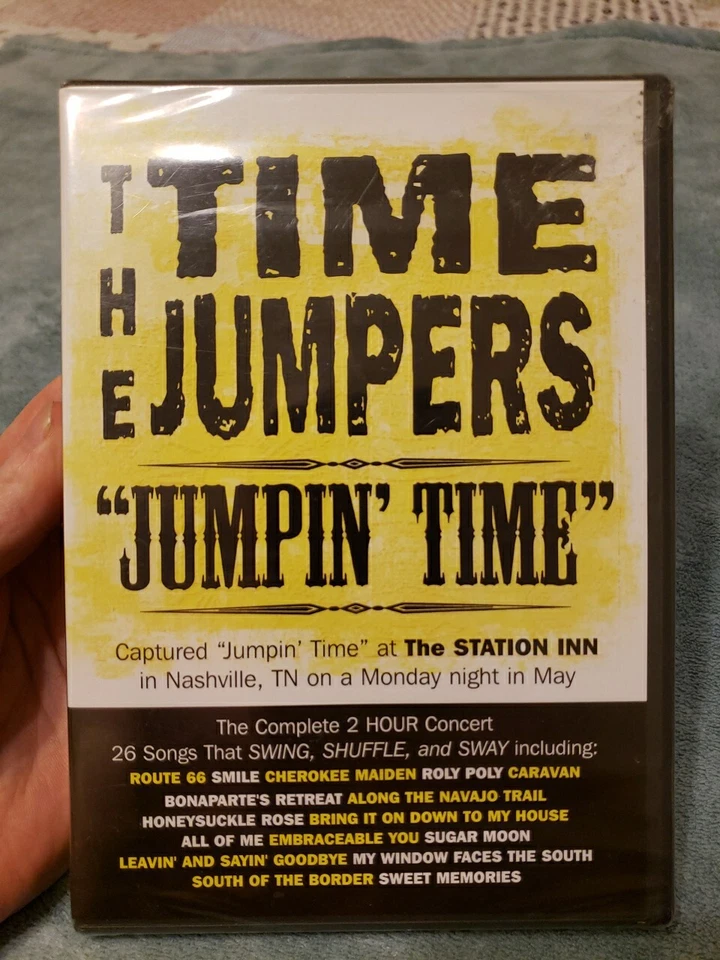 THE TIME
JUMPERS
“JUMPIN’ TIME”
Captured “Jumpin’ Time” at The STATION INN
in Nashville, TN on a Monday night in May
The Complete 2 HOUR Concert
26 Songs That SWING, SHUFFLE, and SWAY including:
ROUTE 66 SMILE CHEROKEE MAIDEN ROLY POLY CARAVAN
BONAPARTE'S RETREAT ALONG THE NAVAJO TRAIL
HONEYSUCKLE ROSE BRING IT ON DOWN TO MY HOUSE
ALL OF ME EMBRACEABLE YOU SUGAR MOON
LEAVIN' AND SAYIN' GOODBYE MY WINDOW FACES THE SOUTH
SOUTH OF THE BORDER SWEET MEMORIES